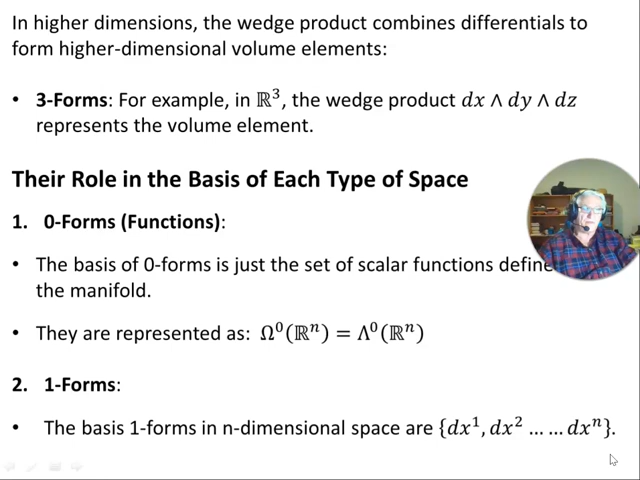 In higher dimensions, the wedge product combines differentials to
form higher-dimensional volume elements:
• 3-Forms: For example, in ℝ³, the wedge product dx ∧ dy ∧ dz
represents the volume element.
Their Role in the Basis of Each Type of Space
1. 0-Forms (Functions):
• The basis of 0-forms is just the set of scalar functions define
the manifold.
• They are represented as: Ω⁰(ℝⁿ) = Λ⁰(ℝⁿ)
2. 1-Forms:
• The basis 1-forms in n-dimensional space are {dx¹, dx² … … dxⁿ}.